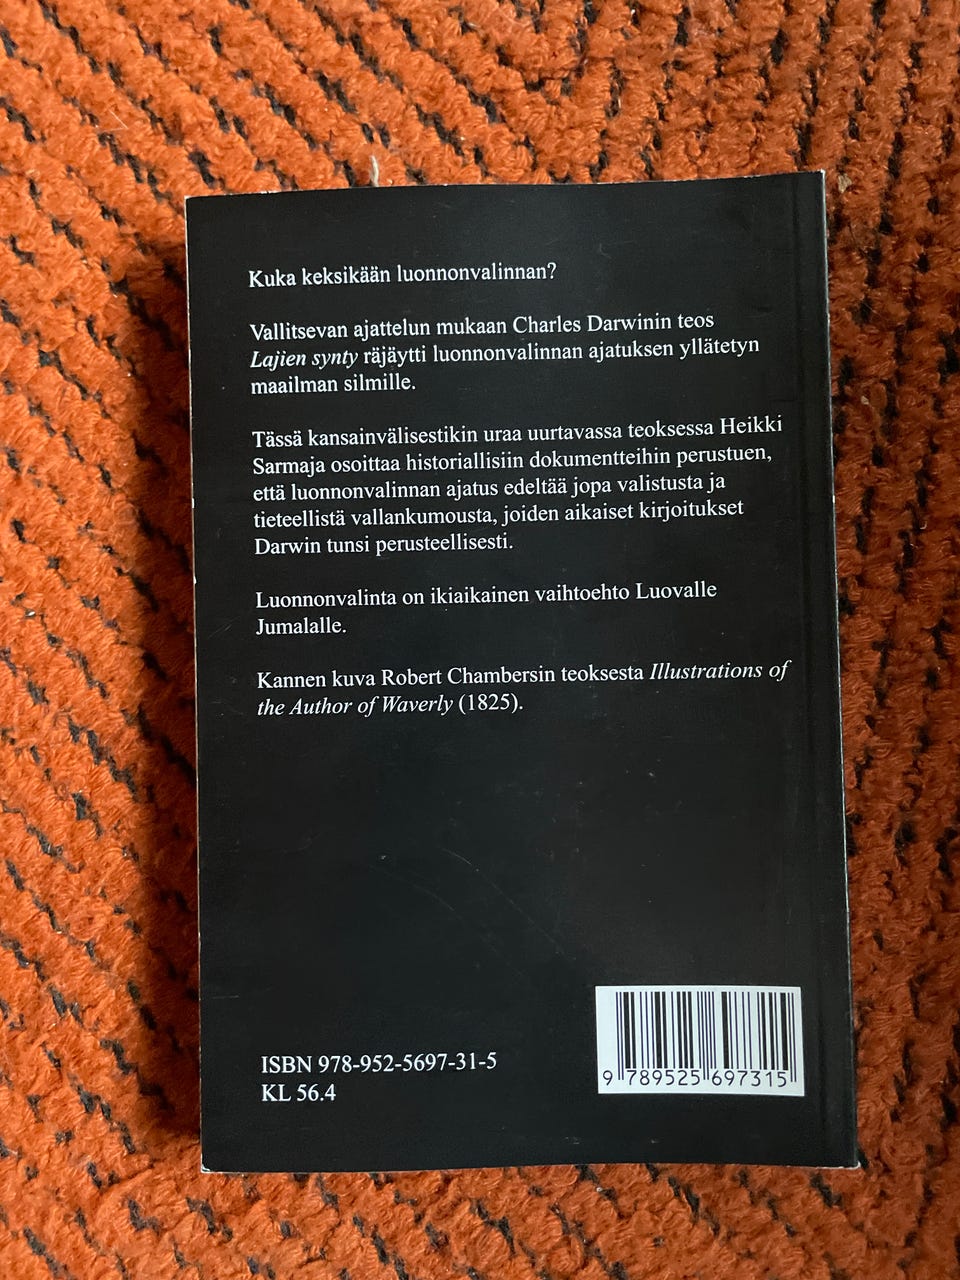 Kuka keksikään luonnonvalinnan?
Vallitsevan ajattelun mukaan Charles Darwinin teos
Lajien synty räjäytti luonnonvalinnan ajatuksen yllätetyn
maailman silmille.
Tässä kansainvälisestikin uraa uurtavassa teoksessa Heikki
Sarmaja osoittaa historiallisiin dokumentteihin perustuen,
että luonnonvalinnan ajatus edeltää jopa valistusta ja
tieteellistä vallankumousta, joiden aikaiset kirjoitukset
Darwin tunsi perusteellisesti.
Luonnonvalinta on ikiaikainen vaihtoehto Luovalle
Jumalalle.
Kannen kuva Robert Chambersin teoksesta Illustrations of
the Author of Waverly (1825).
ISBN 978-952-5697-31-5
KL 56.4
9 789525 697315